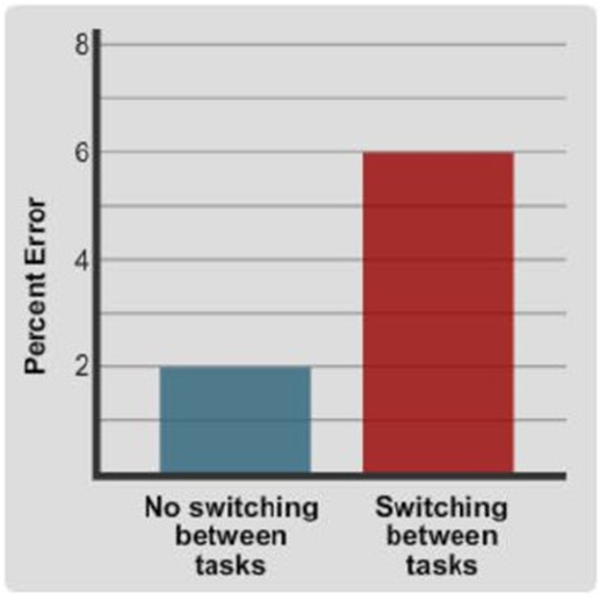 8
6
4
2
Percent Error
No switching
between
tasks
Switching
between
tasks